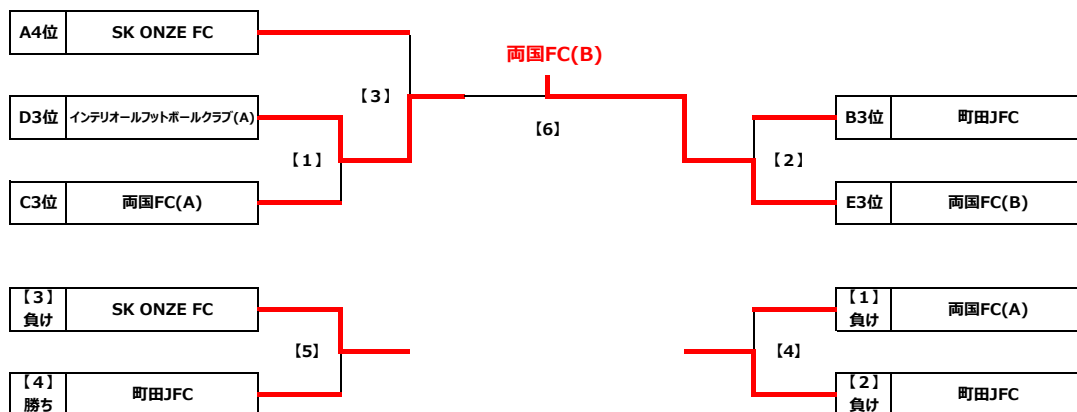 A4位 SK ONZE FC
両国FC(B)
【3】
D3位 インテリオールフットボールクラブ(A)
B3位 町田JFC
【6】
【1】
【2】
C3位 両国FC(A)
E3位 両国FC(B)
【3】
負け
SK ONZE FC
【1】
負け
両国FC(A)
【5】
【4】
【4】
勝ち
町田JFC
【2】
負け
町田JFC